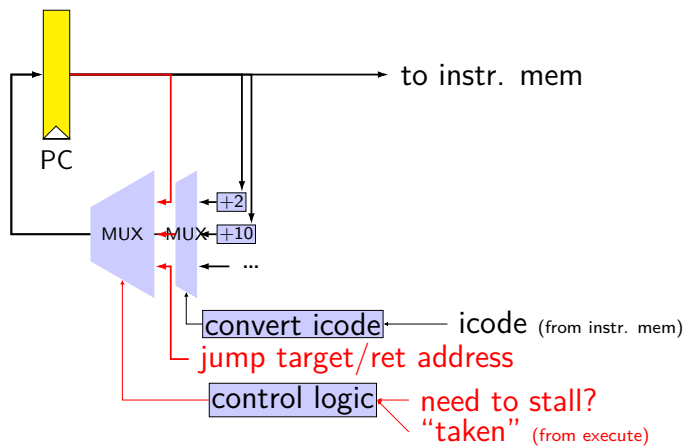 to instr. mem
PC
+2
MUX
MUX
+10
...
convert icode
icode (from instr. mem)
jump target/ret address
control logic
need to stall?
“taken” (from execute)